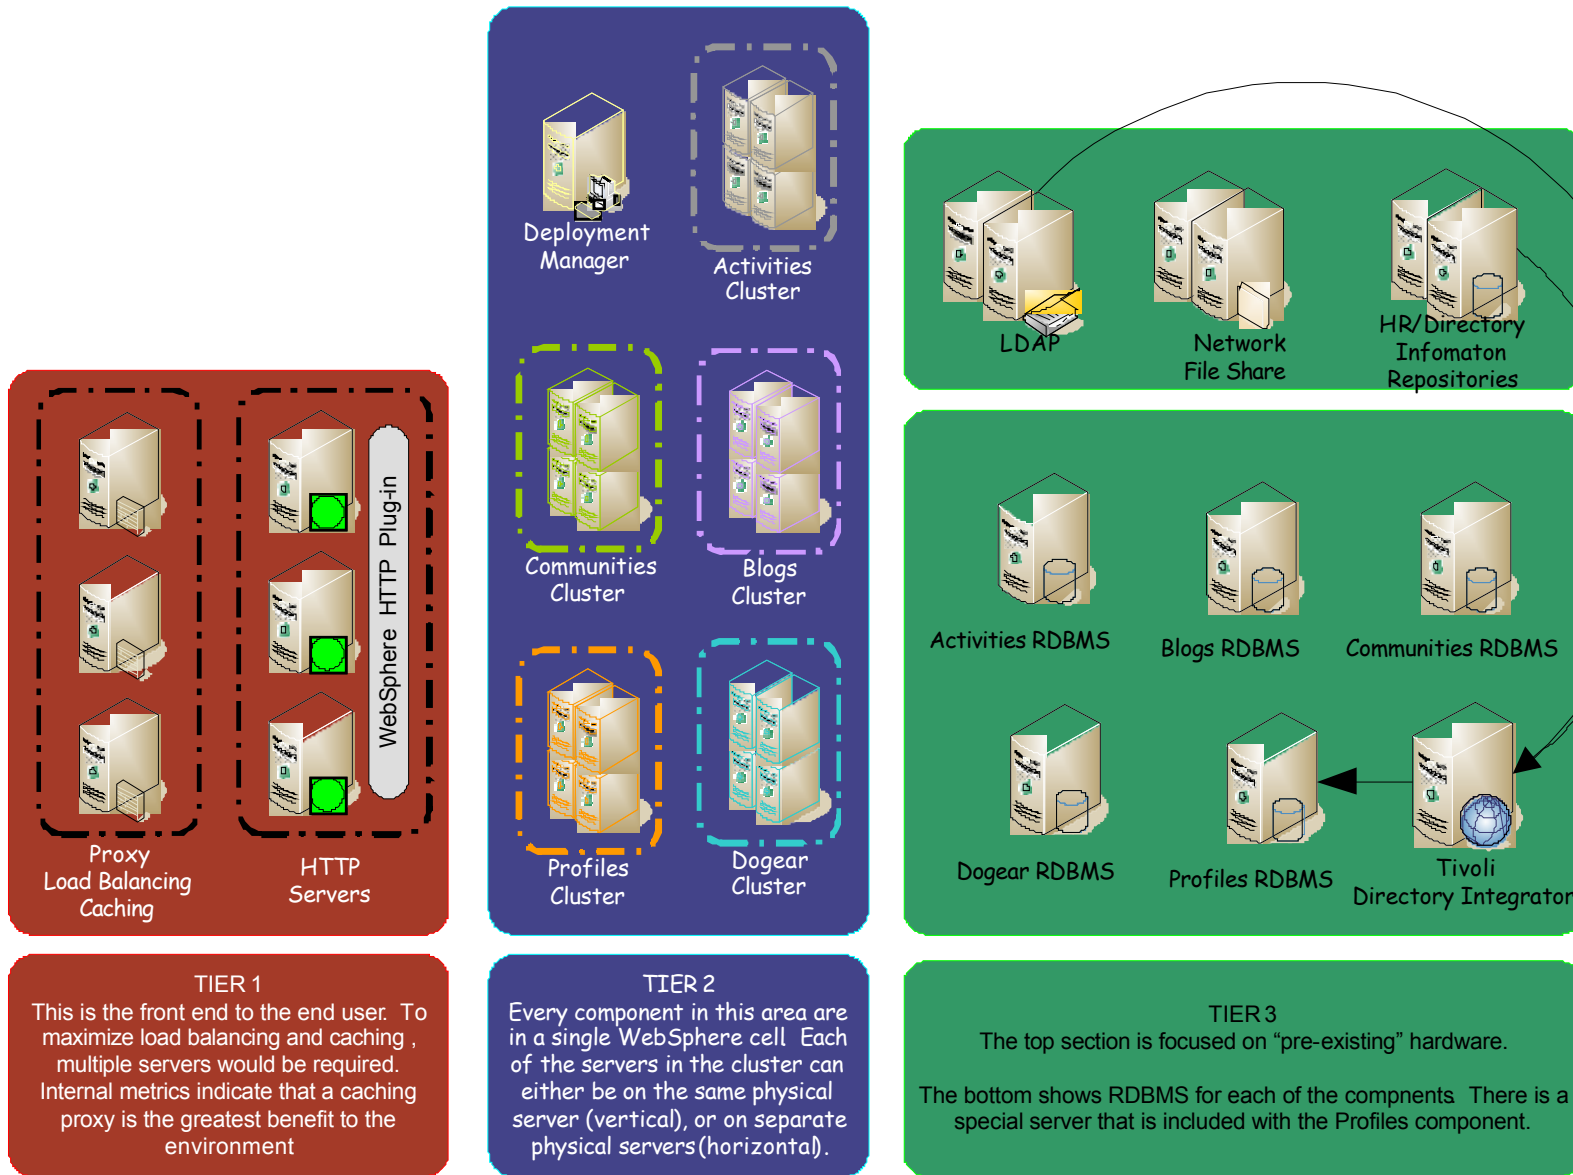 Deployment
Manager
Activities
Cluster
Communities
Cluster
Blogs
Cluster
Profiles
Cluster
Dogear
Cluster
WebSphere HTTP Plug-in
Proxy
Load Balancing
Caching
HTTP
Servers
LDAP
Network
File Share
HR/Directory
Infomaton
Repositories
Activities RDBMS
Blogs RDBMS
Communities RDBMS
Dogear RDBMS
Profiles RDBMS
Tivoli
Directory Integrator
TIER 1
This is the front end to the end user. To
maximize load balancing and caching ,
multiple servers would be required.
Internal metrics indicate that a caching
proxy is the greatest benefit to the
environment
TIER 2
Every component in this area are
in a single WebSphere cell. Each
of the servers in the cluster can
either be on the same physical
server (vertical), or on separate
physical servers (horizontal).
TIER 3
The top section is focused on “pre-existing” hardware.
The bottom shows RDBMS for each of the compnents. There is a
special server that is included with the Profiles component.